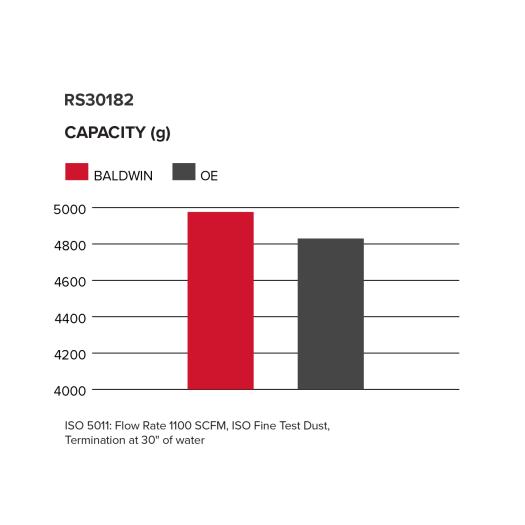 RS30182
CAPACITY (g)
BALDWIN OE
5000
4800
4600
4400
4200
4000
ISO 5011: Flow Rate 1100 SCFM, ISO Fine Test Dust,
Termination at 30" of water